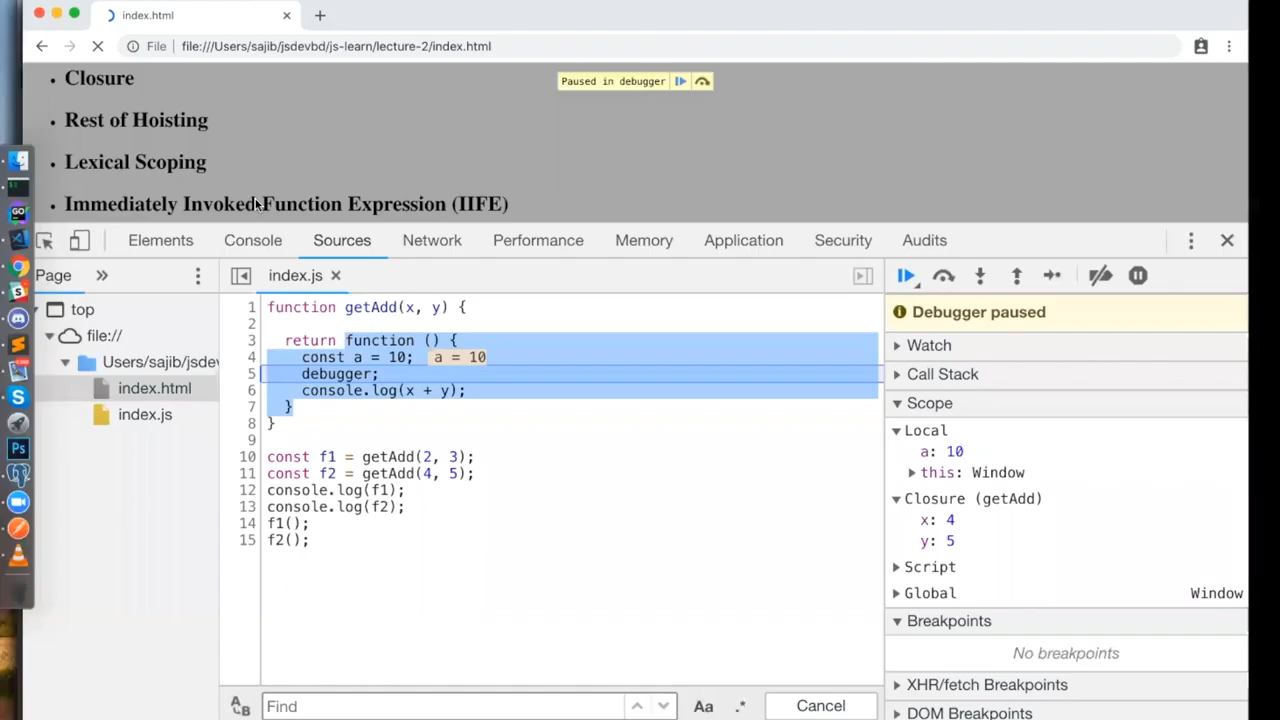 index.html
File file:///Users/sajib/jsdevbd/js-learn/lecture-2/index.html
Paused in debugger
• Closure
• Rest of Hoisting
• Lexical Scoping
• Immediately Invoked Function Expression (IIFE)
Elements Console Sources Network Performance Memory Application Security Audits
Page
index.js
top
file://
Users/sajib/jsdev
index.html
index.js
1 function getAdd(x, y) {
2
3 return function () {
4 const a = 10; a = 10
5 debugger;
6 console.log(x + y);
7 }
8 }
9
10 const f1 = getAdd(2, 3);
11 const f2 = getAdd(4, 5);
12 console.log(f1);
13 console.log(f2);
14 f1();
15 f2();
Find
Aa
.*
Cancel
Debugger paused
Watch
Call Stack
Scope
Local
a: 10
this: Window
Closure (getAdd)
x: 4
y: 5
Script
Global Window
Breakpoints
No breakpoints
XHR/fetch Breakpoints
DOM Breakpoints
GO
Ps